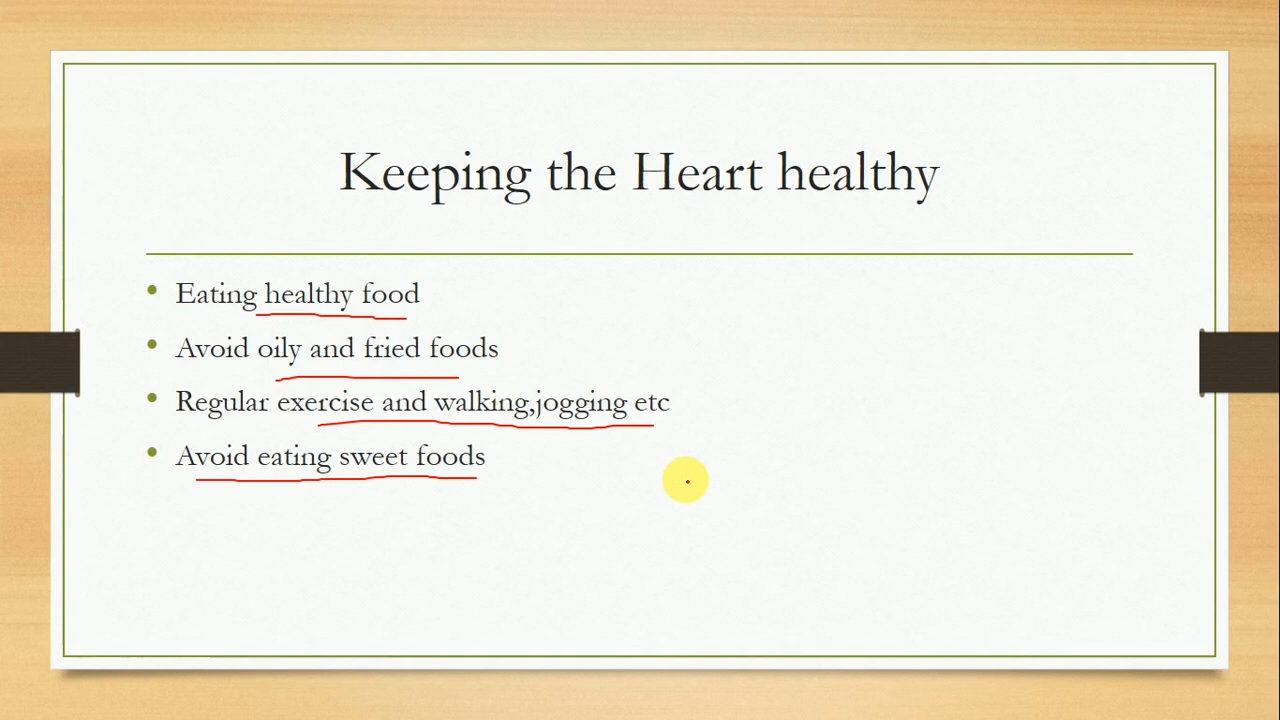 Keeping the Heart healthy
Eating healthy food
Avoid oily and fried foods
Regular exercise and walking,jogging etc
Avoid eating sweet foods